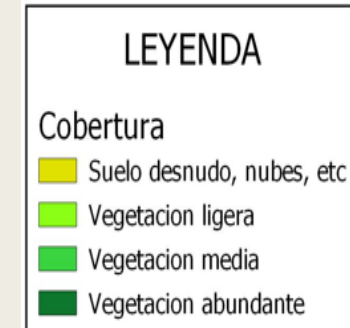 LEYENDA
Cobertura
Suelo desnudo, nubes, etc
Vegetacion ligera
Vegetacion media
Vegetacion abundante